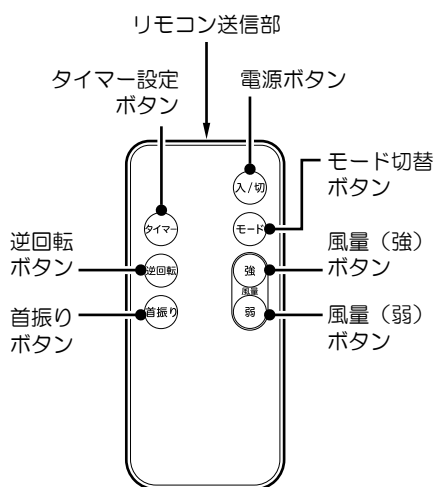 リモコン送信部
タイマー設定
ボタン
電源ボタン
入/切
モード切替
ボタン
タイマー
モード
逆回転
ボタン
逆回転
強
風量（強）
ボタン
風量
首振り
ボタン
首振り
弱
風量（弱）
ボタン